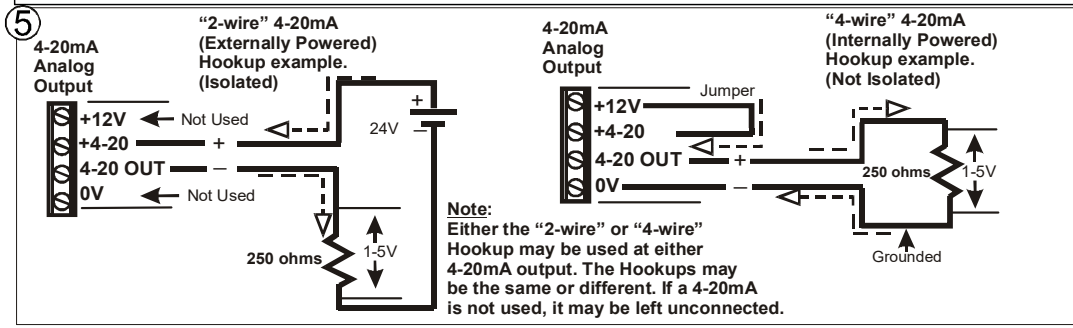 5
4-20mA
Analog
Output
"2-wire" 4-20mA
(Externally Powered)
Hookup example.
(Isolated)
+12V
Not Used
+4-20
+
4-20 OUT
–
0V
Not Used
+
24V
–
250 ohms
1-5V
Note:
Either the "2-wire" or "4-wire"
Hookup may be used at either
4-20mA output. The Hookups may
be the same or different. If a 4-20mA
is not used, it may be left unconnected.
4-20mA
Analog
Output
"4-wire" 4-20mA
(Internally Powered)
Hookup example.
(Not Isolated)
+12V
Jumper
+4-20
4-20 OUT
+
0V
–
250 ohms
1-5V
Grounded